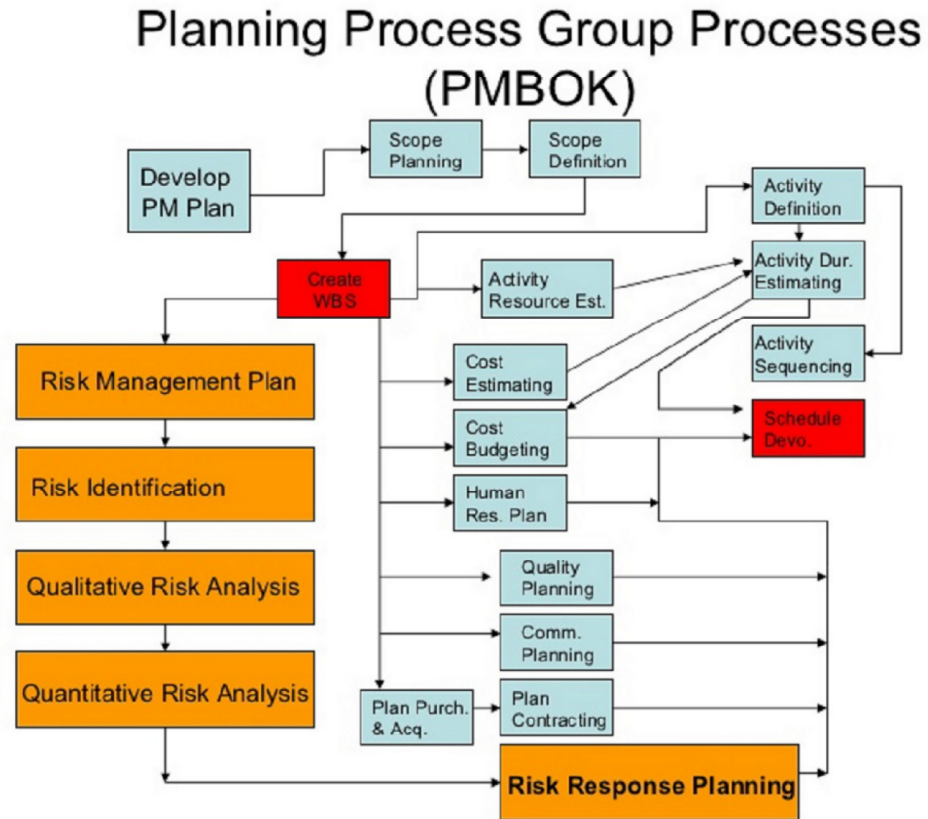 Planning Process Group Processes
(PMBOK)
Scope
Planning
Scope
Definition
Develop
PM Plan
Activity
Definition
Create
WBS
Activity
Resource Est.
Activity Dur.
Estimating
Risk Management Plan
Cost
Estimating
Activity
Sequencing
Cost
Budgeting
Schedule
Devo.
Risk Identification
Human
Res. Plan
Qualitative Risk Analysis
Quality
Planning
Comm.
Planning
Quantitative Risk Analysis
Plan Purch.
& Acq.
Plan
Contracting
Risk Response Planning